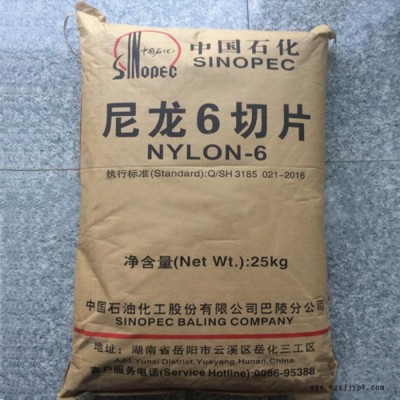 中国石化
SINOPEC
中国石化
SINOPEC
尼龙6切片
NYLON-6
执行标准(Standard):Q/SH 3185 021-2016
净含量(Net Wt.):25kg
中国石油化工股份有限公司巴陵分公司
SINOPEC BALING COMPANY
地址:湖南省岳阳市云溪区岳化三工区
Add:Yunxi District,Yueyang,Hunan,China
客户服务电话(Service Hotline):0086-95388